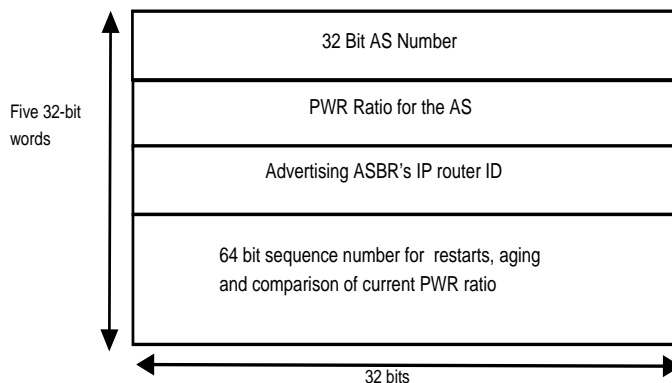 32 Bit AS Number
Five 32-bit
words
PWR Ratio for the AS
Advertising ASBR's IP router ID
64 bit sequence number for restarts, aging
and comparison of current PWR ratio
32 bits